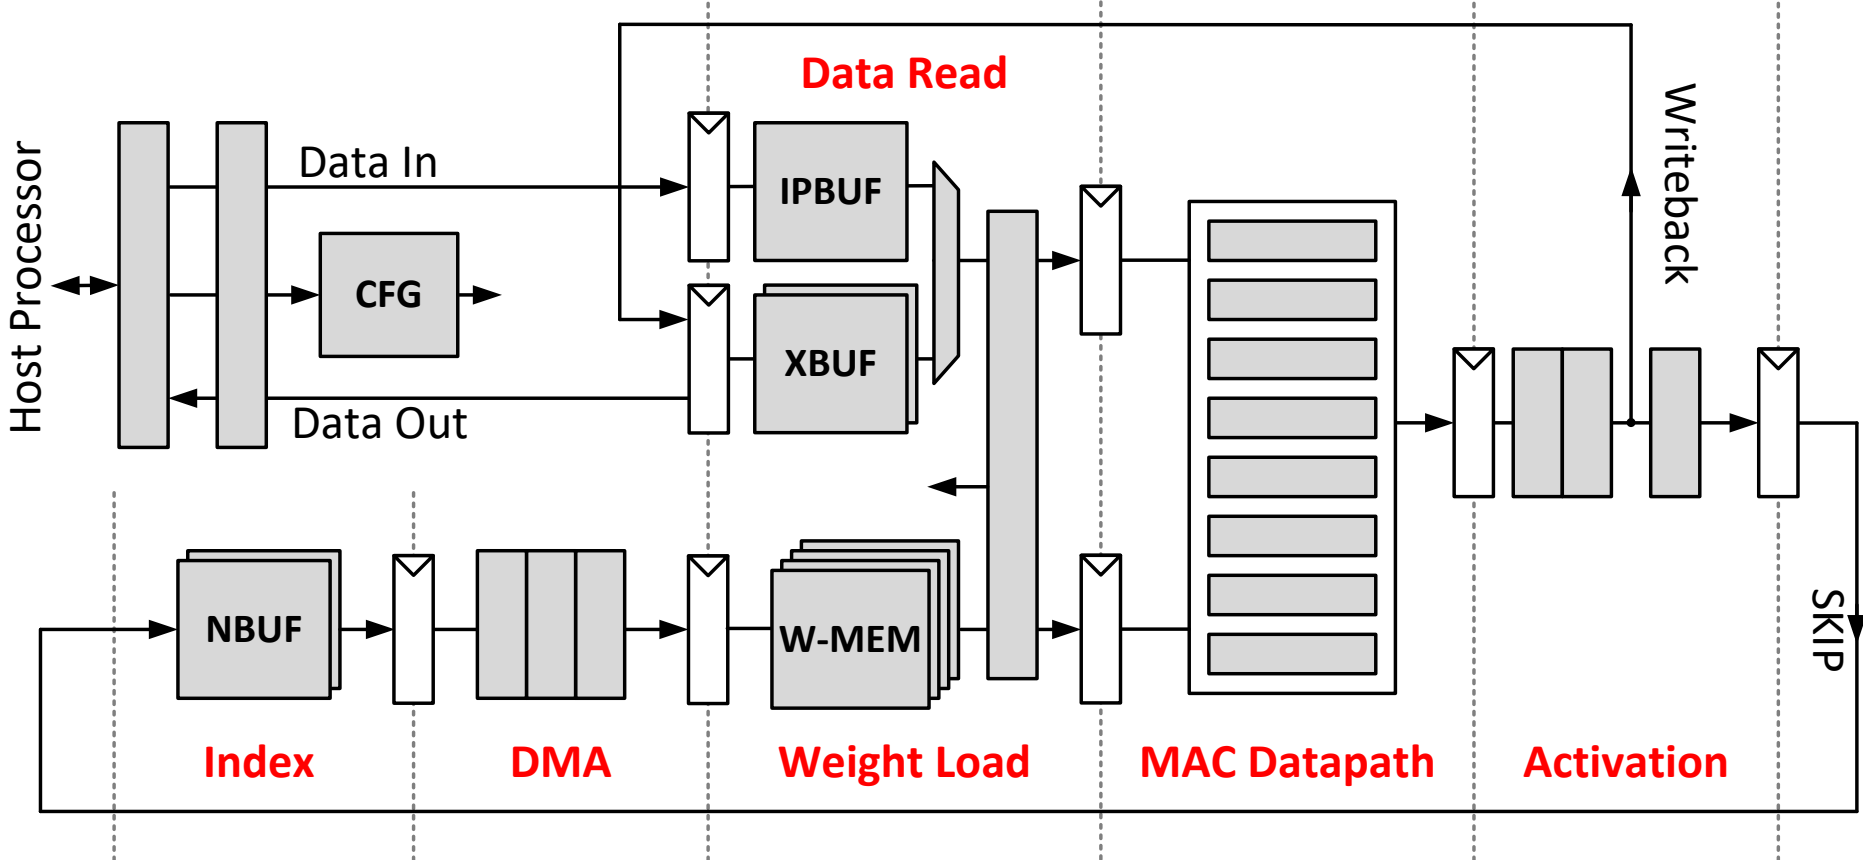 Data Read
Host Processor
Data In
IPBUF
CFG
XBUF
Data Out
Writeback
NBUF
W-MEM
SKIP
Index
DMA
Weight Load
MAC Datapath
Activation